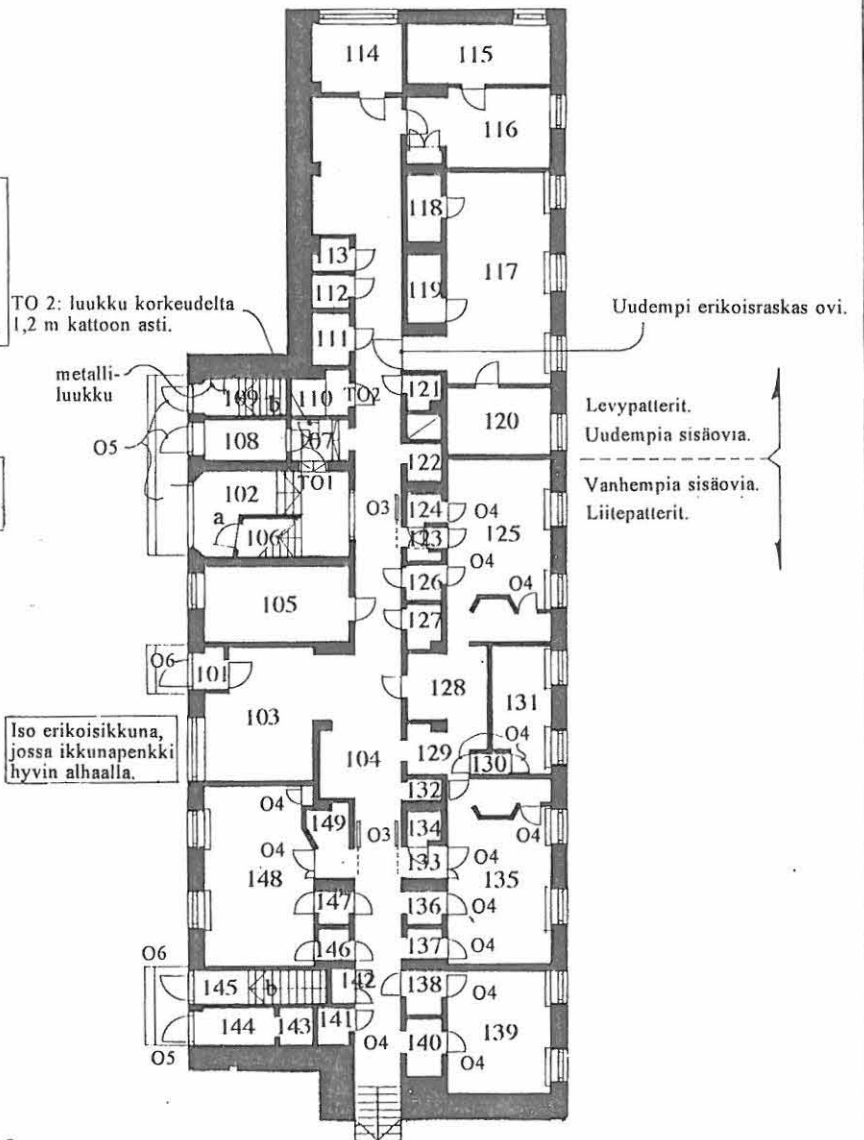 114
115
116
118
117
113
112
119
111
TO 2: luukku korkeudelta
1,2 m kattoon asti.
Uudempi erikoisraskas ovi.
metalli-
luukku
109
b
110
TO2
121
120
Levypatterit.
Uudempia sisäovia.
O5
108
107
122
Vanhempia sisäovia.
Liitepatterit.
102
TO1
O3
124
O4
125
a
106
123
O4
126
O4
105
127
O6
101
128
131
103
Iso erikoisikkuna,
jossa ikkunapenkki
hyvin alhaalla.
104
129
O4
130
132
O4
149
O3
134
O4
O4
133
O4
148
135
147
136
O4
146
137
O4
O6
145
b
142
138
O4
144
143
141
139
O5
O4
140
O4